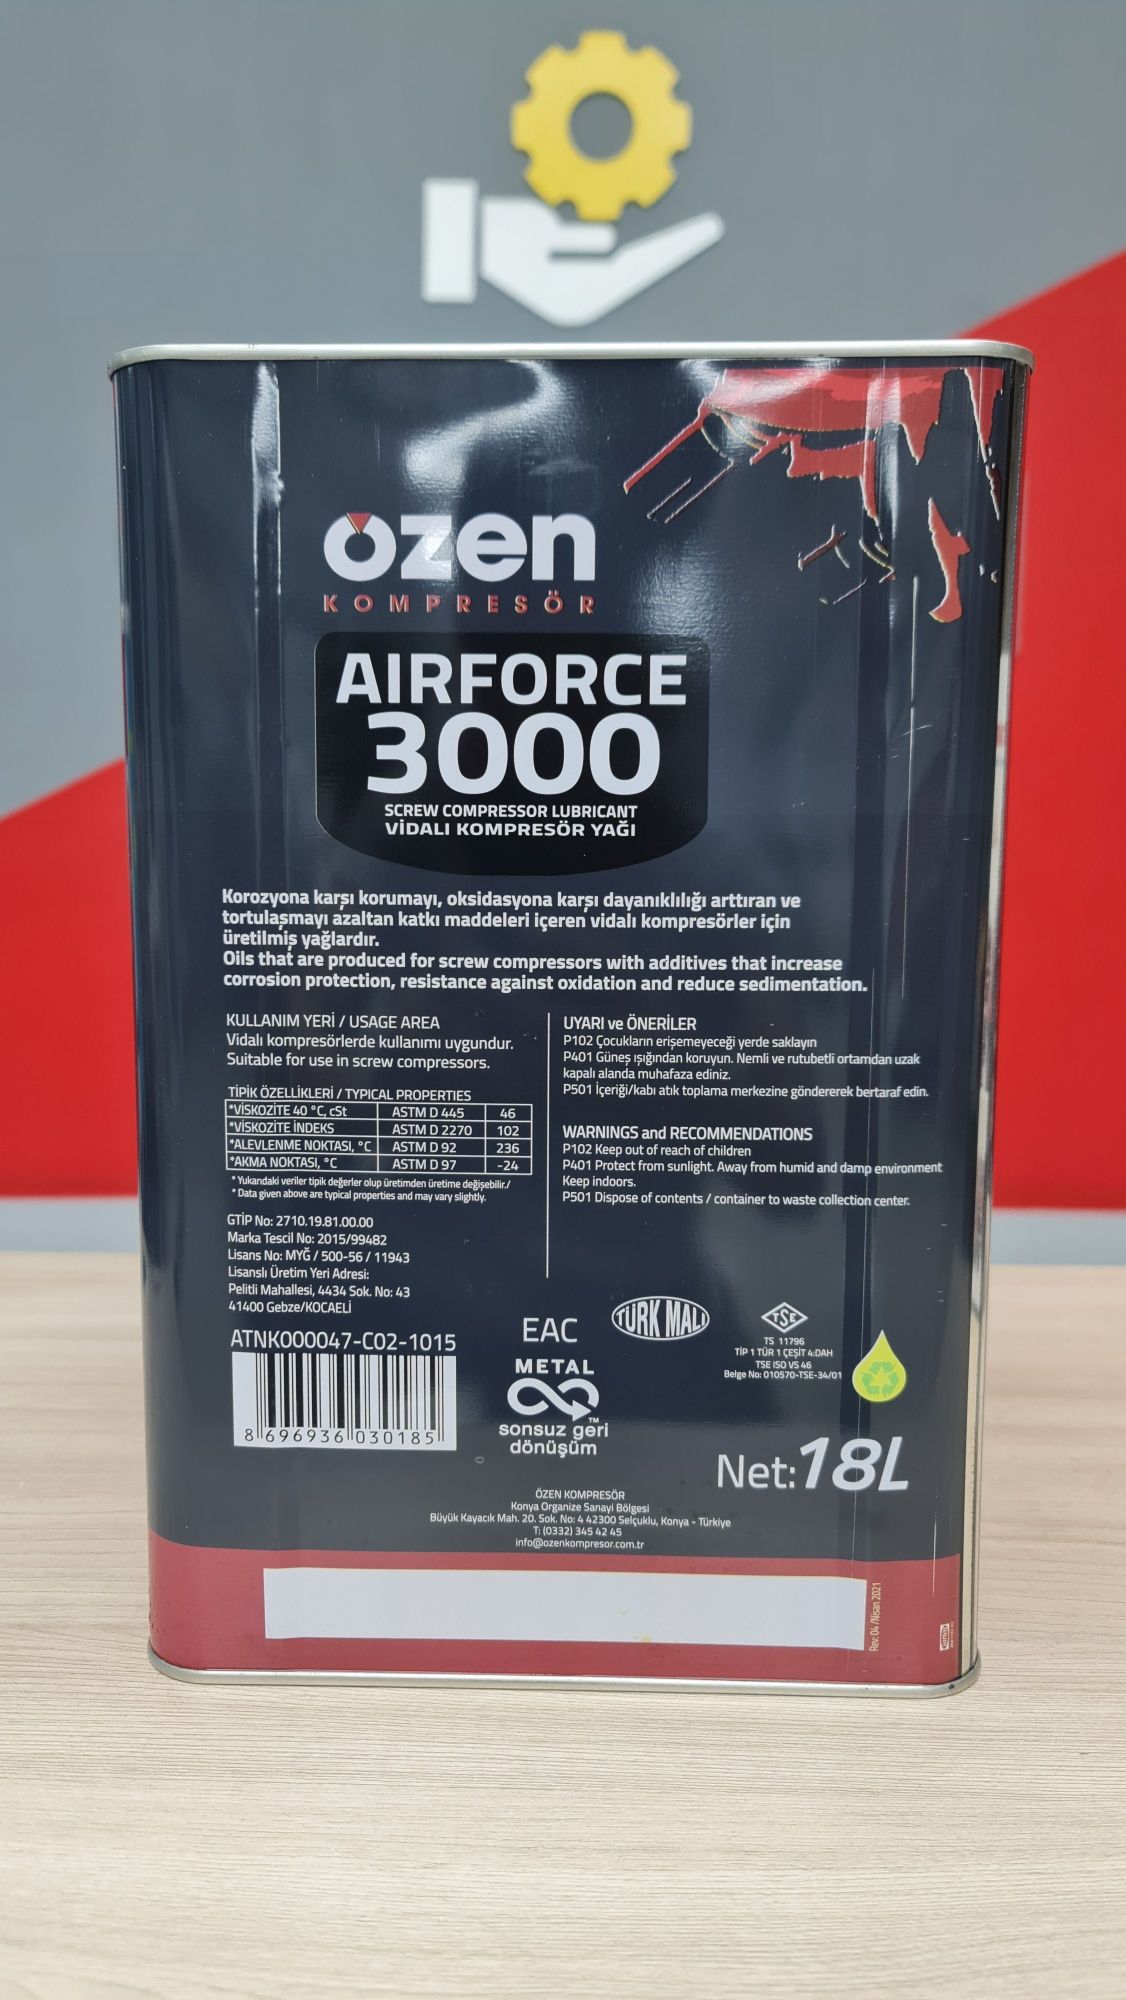 özen
KOMPRESÖR
AIRFORCE
3000
SCREW COMPRESSOR LUBRICANT
VİDALI KOMPRESÖR YAĞI
Korozyona karşı korumayı, oksidasyona karşı dayanıklılığı arttıran ve
tortulaşmayı azaltan katkı maddeleri içeren vidalı kompresörler için
üretilmiş yağlardır.
Oils that are produced for screw compressors with additives that increase
corrosion protection, resistance against oxidation and reduce sedimentation.
KULLANIM YERİ / USAGE AREA
Vidalı kompresörlerde kullanımı uygundur.
Suitable for use in screw compressors.
TİPİK ÖZELLİKLERİ / TYPICAL PROPERTIES
*VİSKOZİTE 40 °C, cSt ASTM D 445 46
*VİSKOZİTE İNDEKS ASTM D 2270 102
*ALEVLENME NOKTASI, °C ASTM D 92 236
*AKMA NOKTASI, °C ASTM D 97 -24
* Yukarıdaki veriler tipik değerler olup üretimden üretime değişebilir./
* Data given above are typical properties and may vary slightly.
GTİP No: 2710.19.81.00.00
Marka Tescil No: 2015/99482
Lisans No: MYĞ / 500-56 / 11943
Lisanslı Üretim Yeri Adresi:
Pelitli Mahallesi, 4434 Sok. No: 43
41400 Gebze/KOCAELİ
ATNK000047-C02-1015
8 696936 030185
UYARI ve ÖNERİLER
P102 Çocukların erişemeyeceği yerde saklayın
P401 Güneş ışığından koruyun. Nemli ve rutubetli ortamdan uzak
kapalı alanda muhafaza ediniz.
P501 İçeriği/kabı atık toplama merkezine göndererek bertaraf edin.
WARNINGS and RECOMMENDATIONS
P102 Keep out of reach of children
P401 Protect from sunlight. Away from humid and damp environment
Keep indoors.
P501 Dispose of contents / container to waste collection center.
EAC
TÜRK MALI
TSE
TS 11796
TİP 1 TÜR 1 ÇEŞİT 4:DAH
TSE ISO VS 46
Belge No: 010570-TSE-34/01
METAL
TM
sonsuz geri
dönüşüm
Net:18L
ÖZEN KOMPRESÖR
Konya Organize Sanayi Bölgesi
Büyük Kayacık Mah. 20. Sok. No: 4 42300 Selçuklu, Konya - Türkiye
T: (0332) 345 42 45
info@ozenkompresor.com.tr
Rev: 04 /Nisan 2021